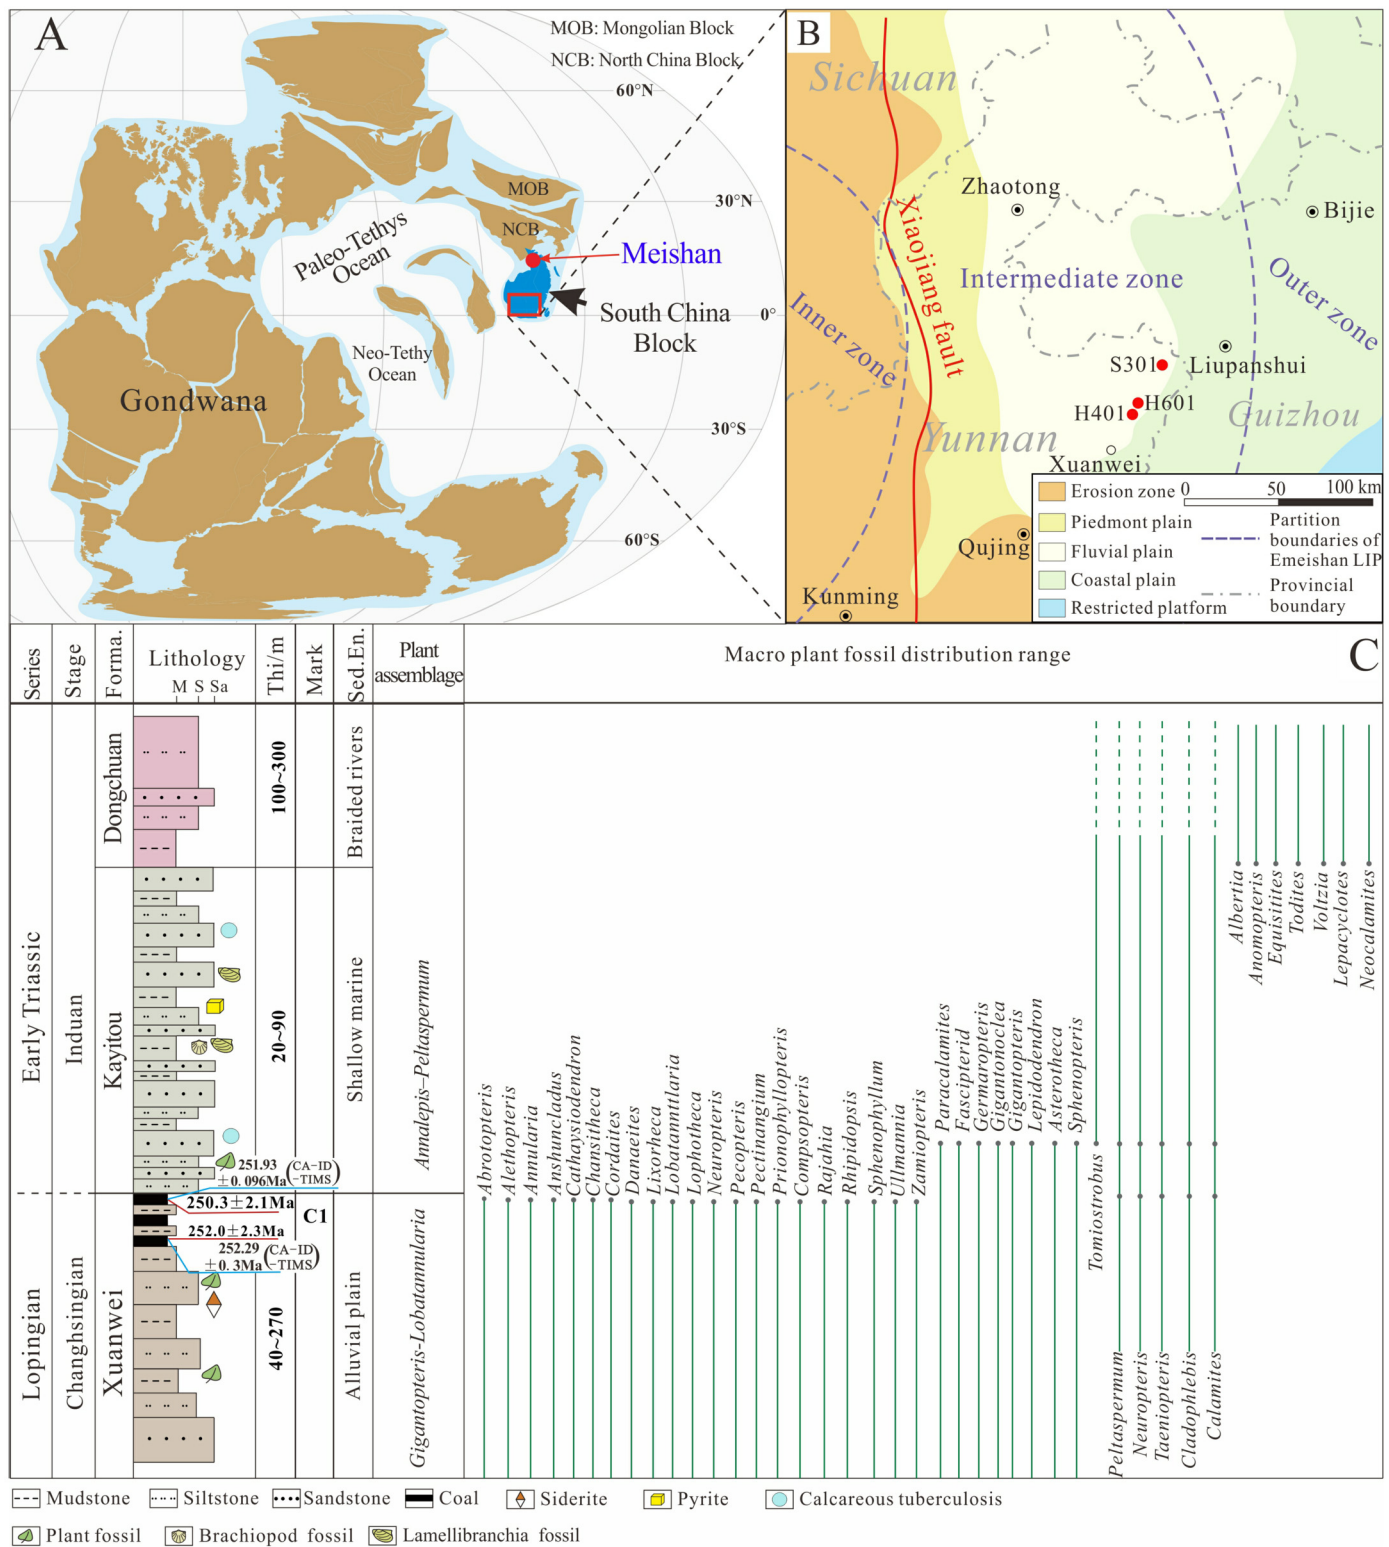 A
MOB: Mongolian Block
NCB: North China Block
60°N
30°N
0°
30°S
60°S
MOB
NCB
Meishan
Paleo-Tethys
Ocean
South China
Block
Neo-Tethy
Ocean
Gondwana
B
Sichuan
Zhaotong
Bijie
Xiaojiang fault
Intermediate zone
Outer zone
Inner zone
S301
Liupanshui
H601
H401
Guizhou
Yunnan
Xuanwei
Qujing
Kunming
Erosion zone
Piedmont plain
Fluvial plain
Coastal plain
Restricted platform
0 50 100 km
Partition
boundaries of
Emeishan LIP
Provincial
boundary
C
Series
Stage
Forma.
Lithology
M S Sa
Thi/m
Mark
Sed.En.
Plant
assemblage
Macro plant fossil distribution range
Early Triassic
Lopingian
Induan
Changhsingian
Dongchuan
Kayitou
Xuanwei
100~300
20~90
40~270
C1
Braided rivers
Shallow marine
Alluvial plain
Annalepis–Peltaspermum
Gigantopteris-Lobatannularia
251.93
±0.096Ma
(CA-ID
-TIMS)
250.3±2.1Ma
252.0±2.3Ma
252.29
±0.3Ma
(CA-ID
-TIMS)
Abrotopteris
Alethopteris
Annularia
Anshuncladus
Cathaysiodendron
Chansitheca
Cordaites
Danaeites
Lixorheca
Lobatannttlaria
Lophotheca
Neuropteris
Pecopteris
Pectinangium
Prionophyllopteris
Compsopteris
Rajahia
Rhipidopsis
Sphenophyllum
Ullmannia
Zamiopteris
Paracalamites
Fascipterid
Germaropteris
Gigantonoclea
Gigantopteris
Lepidodendron
Asterotheca
Sphenopteris
Tomiostrobus
Peltaspermum
Neuropteris
Taeniopteris
Cladophlebis
Calamites
Albertia
Anomopteris
Equisitites
Todites
Voltzia
Lepacyclotes
Neocalamites
Mudstone
Siltstone
Sandstone
Coal
Siderite
Pyrite
Calcareous tuberculosis
Plant fossil
Brachiopod fossil
Lamellibranchia fossil